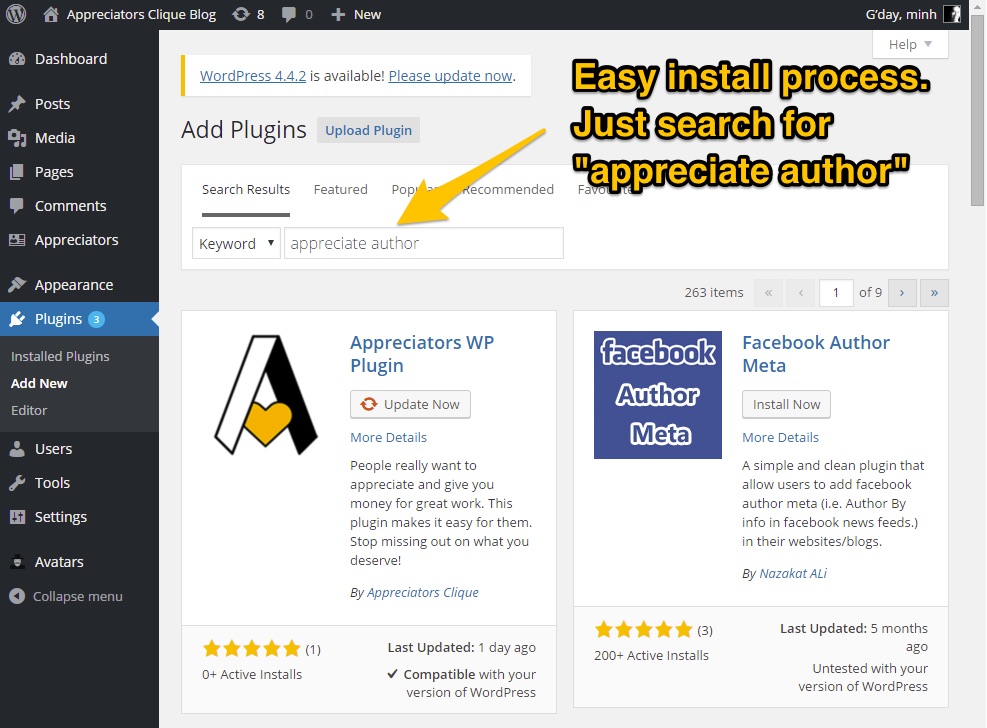 Appreciators Clique Blog 8 0 New G'day, minh
Help
Dashboard
Posts
Media
Pages
Comments
Appreciators
Appearance
Plugins 3
Installed Plugins
Add New
Editor
Users
Tools
Settings
Avatars
Collapse menu
WordPress 4.4.2 is available! Please update now.
Easy install process.
Just search for
"appreciate author"
Add Plugins Upload Plugin
Search Results Featured Recommended
Keyword appreciate author
263 items « ‹ 1 of 9 › »
Appreciators WP
Plugin
Update Now
More Details
People really want to
appreciate and give you
money for great work. This
plugin makes it easy for them.
Stop missing out on what you
deserve!
By Appreciators Clique
(1)
0+ Active Installs
Last Updated: 1 day ago
Compatible with your
version of WordPress
facebook
Author
Meta
Facebook Author
Meta
Install Now
More Details
A simple and clean plugin that
allow users to add facebook
author meta (i.e. Author By
info in facebook news feeds.)
in their websites/blogs.
By Nazakat ALi
(3)
200+ Active Installs
Last Updated: 5 months
ago
Untested with your
version of WordPress